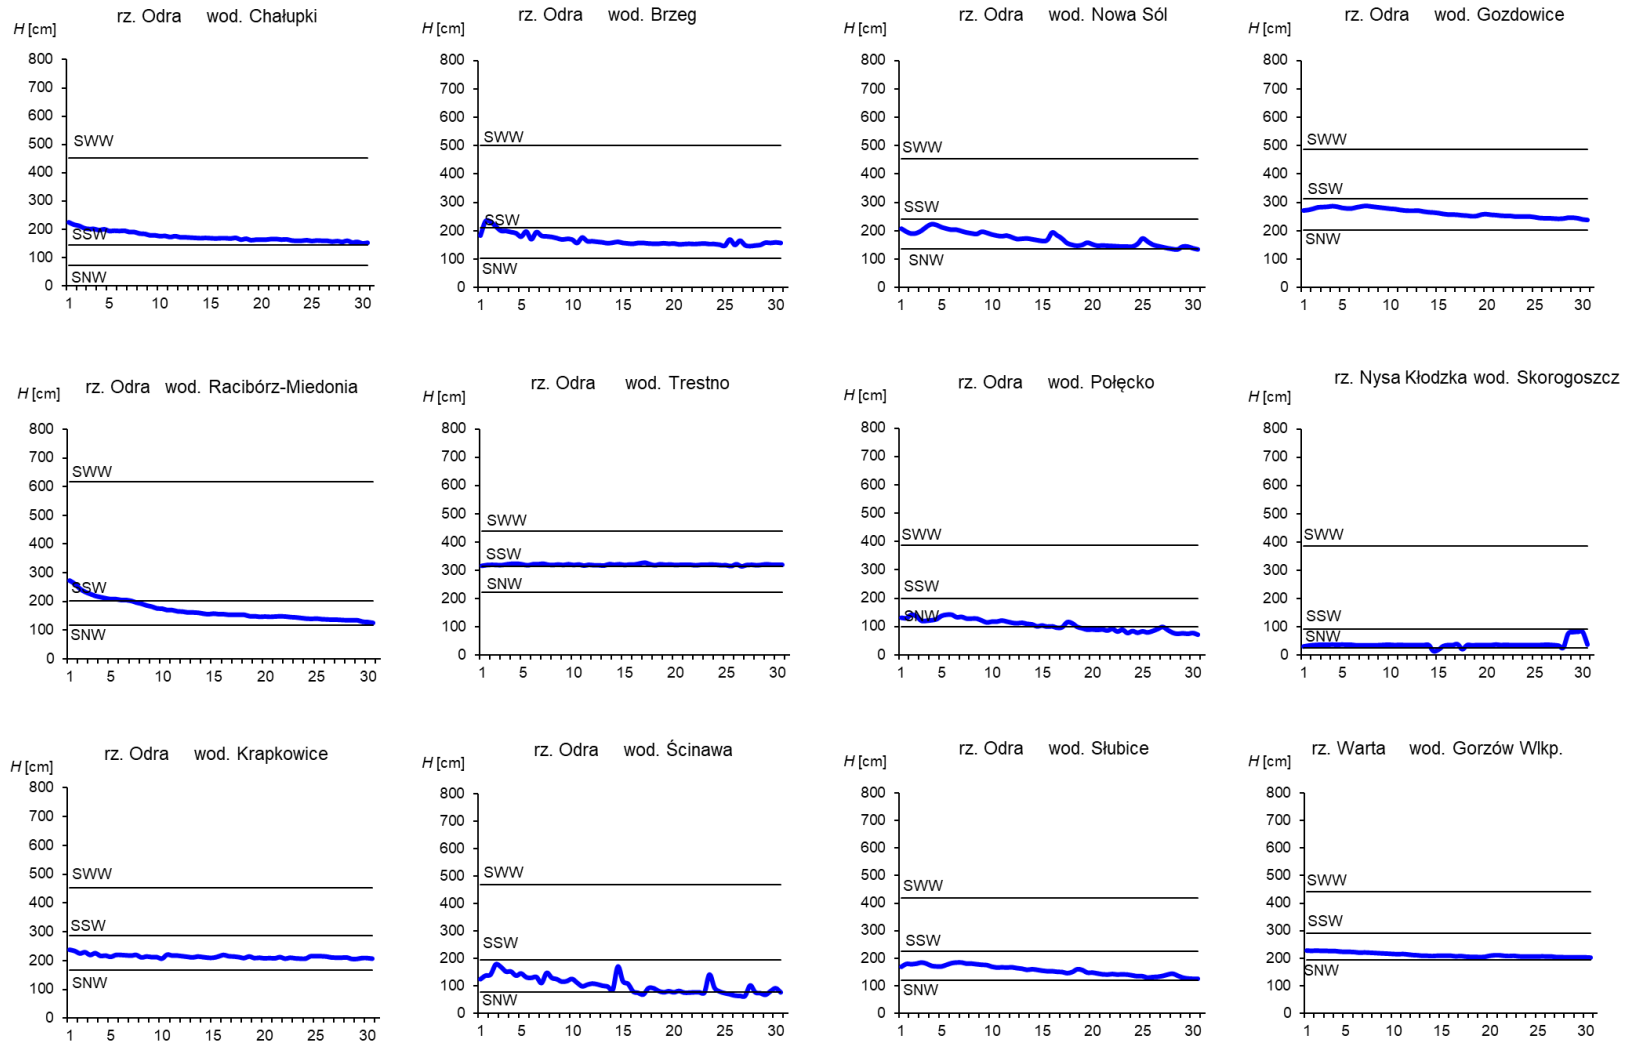 rz. Odra wod. Chałupki
H [cm]
800
700
600
500
SWW
400
300
200
SSW
100
SNW
0
1 5 10 15 20 25 30
rz. Odra wod. Brzeg
H [cm]
800
700
600
SWW
500
400
300
SSW
200
100
SNW
0
1 5 10 15 20 25 30
rz. Odra wod. Nowa Sól
H [cm]
800
700
600
500
SWW
400
300
SSW
200
100
SNW
0
1 5 10 15 20 25 30
rz. Odra wod. Gozdowice
H [cm]
800
700
600
SWW
500
400
SSW
300
200
SNW
100
0
1 5 10 15 20 25 30
rz. Odra wod. Racibórz-Miedonia
H [cm]
800
700
SWW
600
500
400
300
SSW
200
100
SNW
0
1 5 10 15 20 25 30
rz. Odra wod. Trestno
H [cm]
800
700
600
500
SWW
400
SSW
300
SNW
200
100
0
1 5 10 15 20 25 30
rz. Odra wod. Połęcko
H [cm]
800
700
600
500
SWW
400
300
SSW
200
SNW
100
0
1 5 10 15 20 25 30
rz. Nysa Kłodzka wod. Skorogoszcz
H [cm]
800
700
600
500
SWW
400
300
200
SSW
100
SNW
0
1 5 10 15 20 25 30
rz. Odra wod. Krapkowice
H [cm]
800
700
600
500
SWW
400
300
SSW
200
SNW
100
0
1 5 10 15 20 25 30
rz. Odra wod. Ścinawa
H [cm]
800
700
600
SWW
500
400
300
SSW
200
100
SNW
0
1 5 10 15 20 25 30
rz. Odra wod. Słubice
H [cm]
800
700
600
500
SWW
400
300
SSW
200
100
SNW
0
1 5 10 15 20 25 30
rz. Warta wod. Gorzów Wlkp.
H [cm]
800
700
600
500
SWW
400
SSW
300
200
SNW
100
0
1 5 10 15 20 25 30